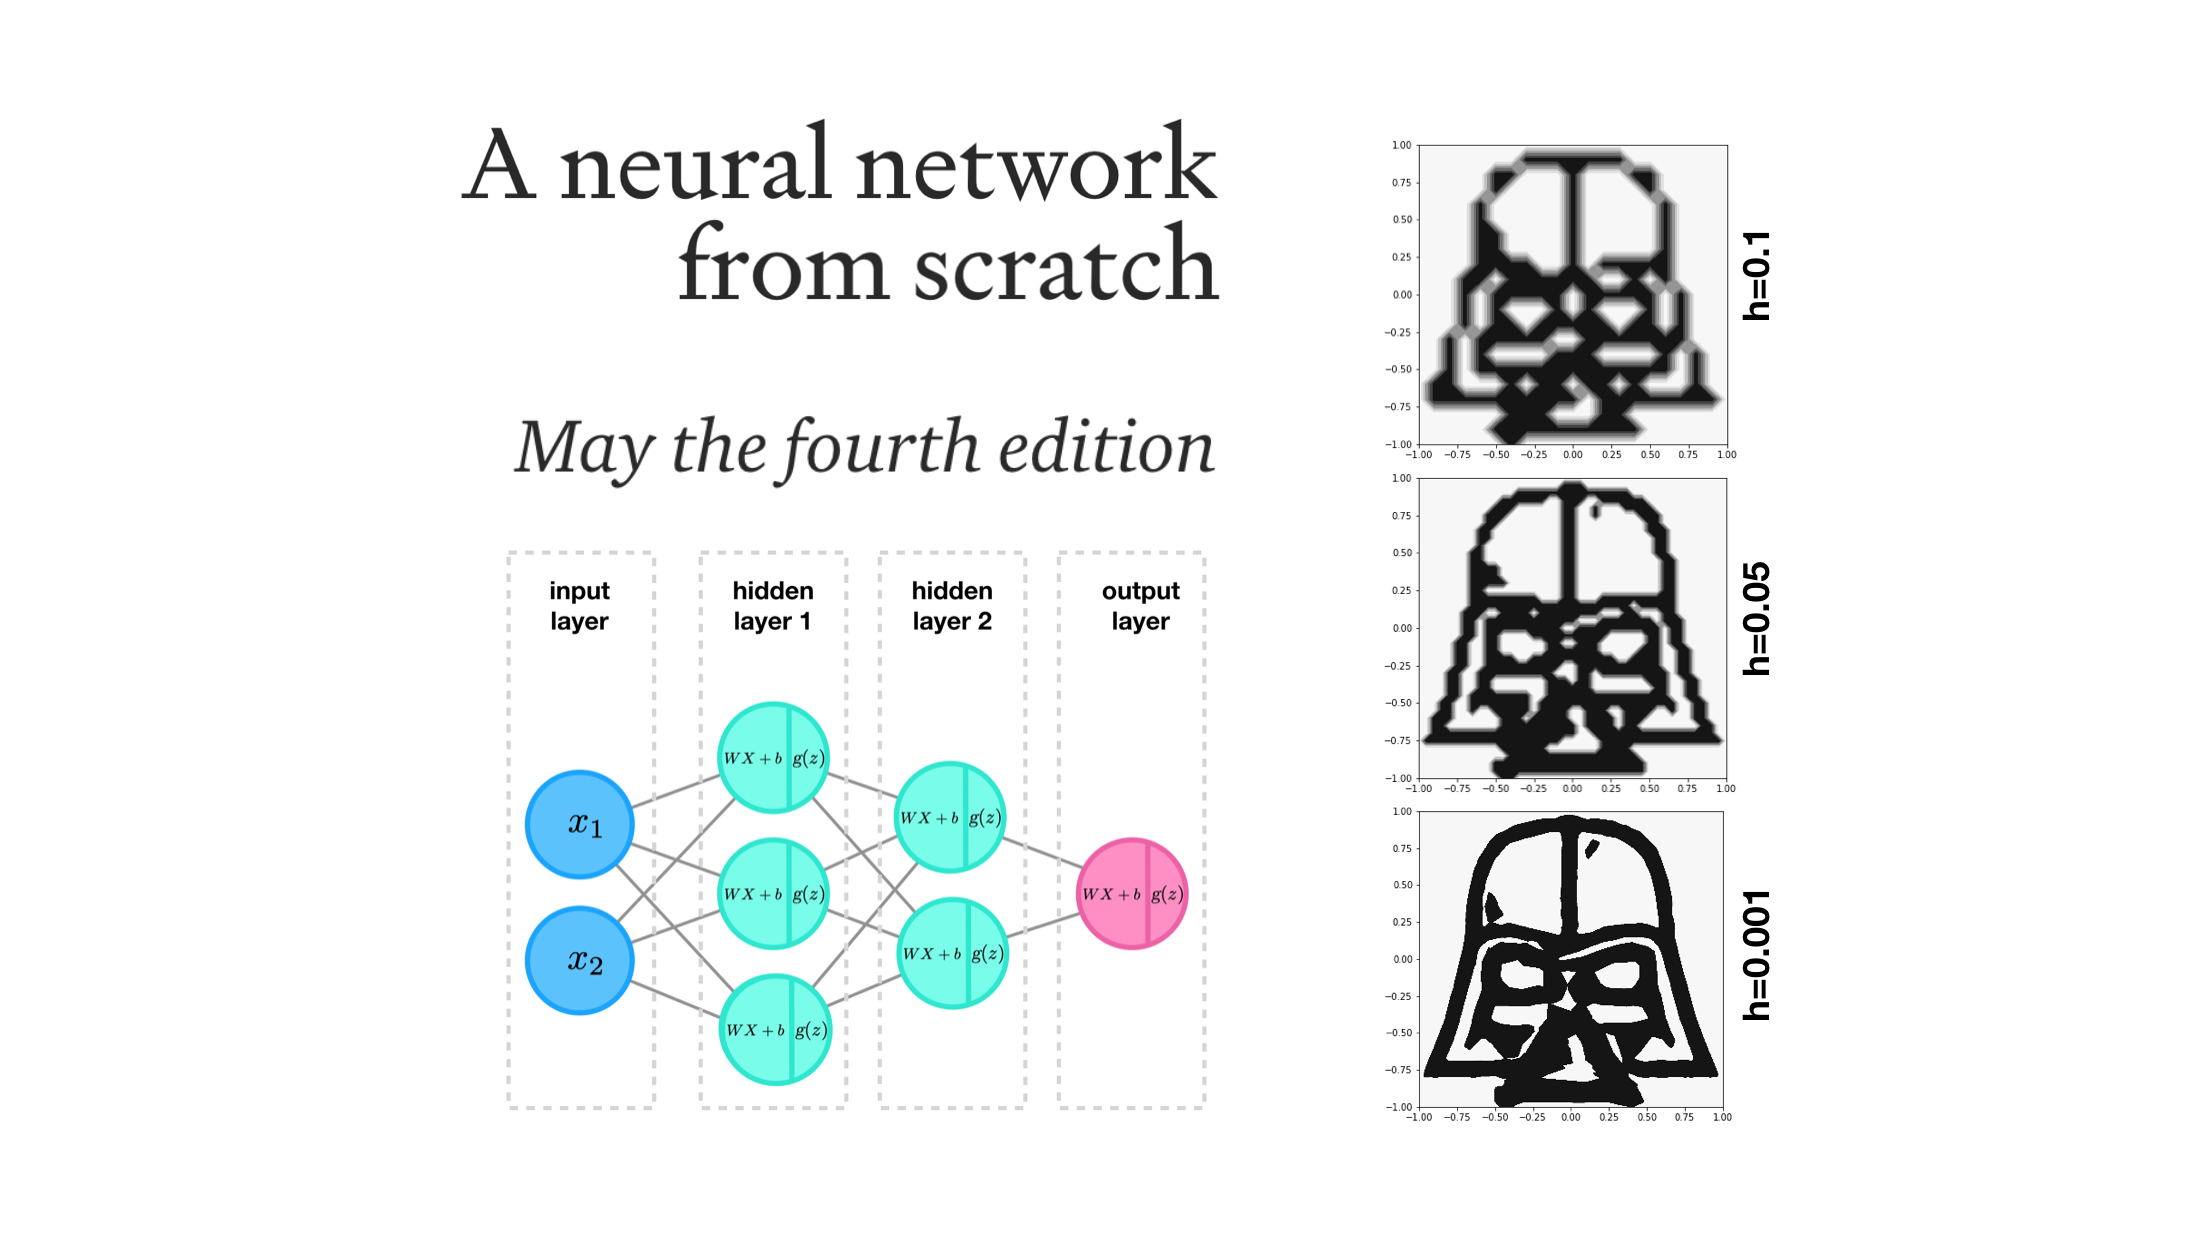 A neural network
from scratch
May the fourth edition
input
layer
hidden
layer 1
hidden
layer 2
output
layer
x1
x2
WX + b g(z)
WX + b g(z)
WX + b g(z)
WX + b g(z)
WX + b g(z)
WX + b g(z)
1.00
0.75
0.50
0.25
0.00
−0.25
−0.50
−0.75
−1.00
−1.00 −0.75 −0.50 −0.25 0.00 0.25 0.50 0.75 1.00
h=0.1
1.00
0.75
0.50
0.25
0.00
−0.25
−0.50
−0.75
−1.00
−1.00 −0.75 −0.50 −0.25 0.00 0.25 0.50 0.75 1.00
h=0.05
1.00
0.75
0.50
0.25
0.00
−0.25
−0.50
−0.75
−1.00
−1.00 −0.75 −0.50 −0.25 0.00 0.25 0.50 0.75 1.00
h=0.001